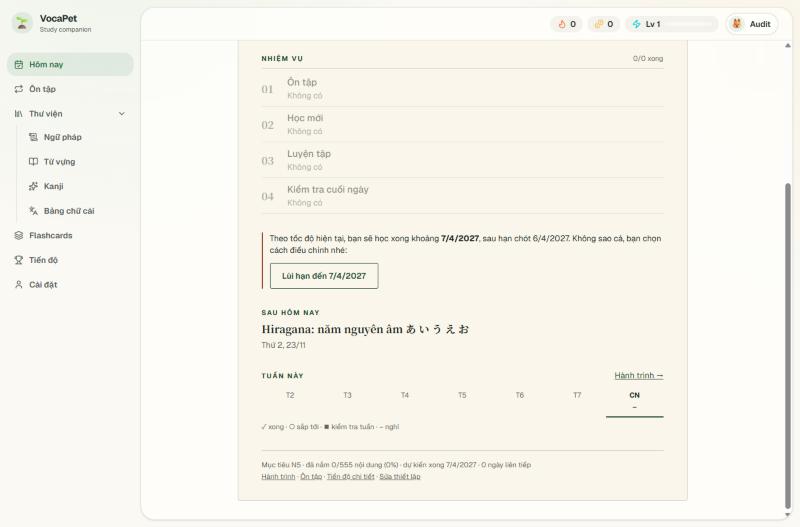 VocaPet
Study companion
0
0
Lv 1
Audit
Hôm nay
Ôn tập
Thư viện
Ngữ pháp
Từ vựng
Kanji
Bảng chữ cái
Flashcards
Tiến độ
Cài đặt
NHIỆM VỤ
0/0 xong
01
Ôn tập
Không có
02
Học mới
Không có
03
Luyện tập
Không có
04
Kiểm tra cuối ngày
Không có
Theo tốc độ hiện tại, bạn sẽ học xong khoảng 7/4/2027, sau hạn chót 6/4/2027. Không sao cả, bạn chọn
cách điều chỉnh nhé:
Lùi hạn đến 7/4/2027
SAU HÔM NAY
Hiragana: năm nguyên âm あ い う え お
Thứ 2, 23/11
TUẦN NÀY
Hành trình →
T2 T3 T4 T5 T6 T7 CN
–
✓ xong · ○ sắp tới · ■ kiểm tra tuần · – nghỉ
Mục tiêu N5 · đã nắm 0/555 nội dung (0%) · dự kiến xong 7/4/2027 · 0 ngày liên tiếp
Hành trình · Ôn tập · Tiến độ chi tiết · Sửa thiết lập